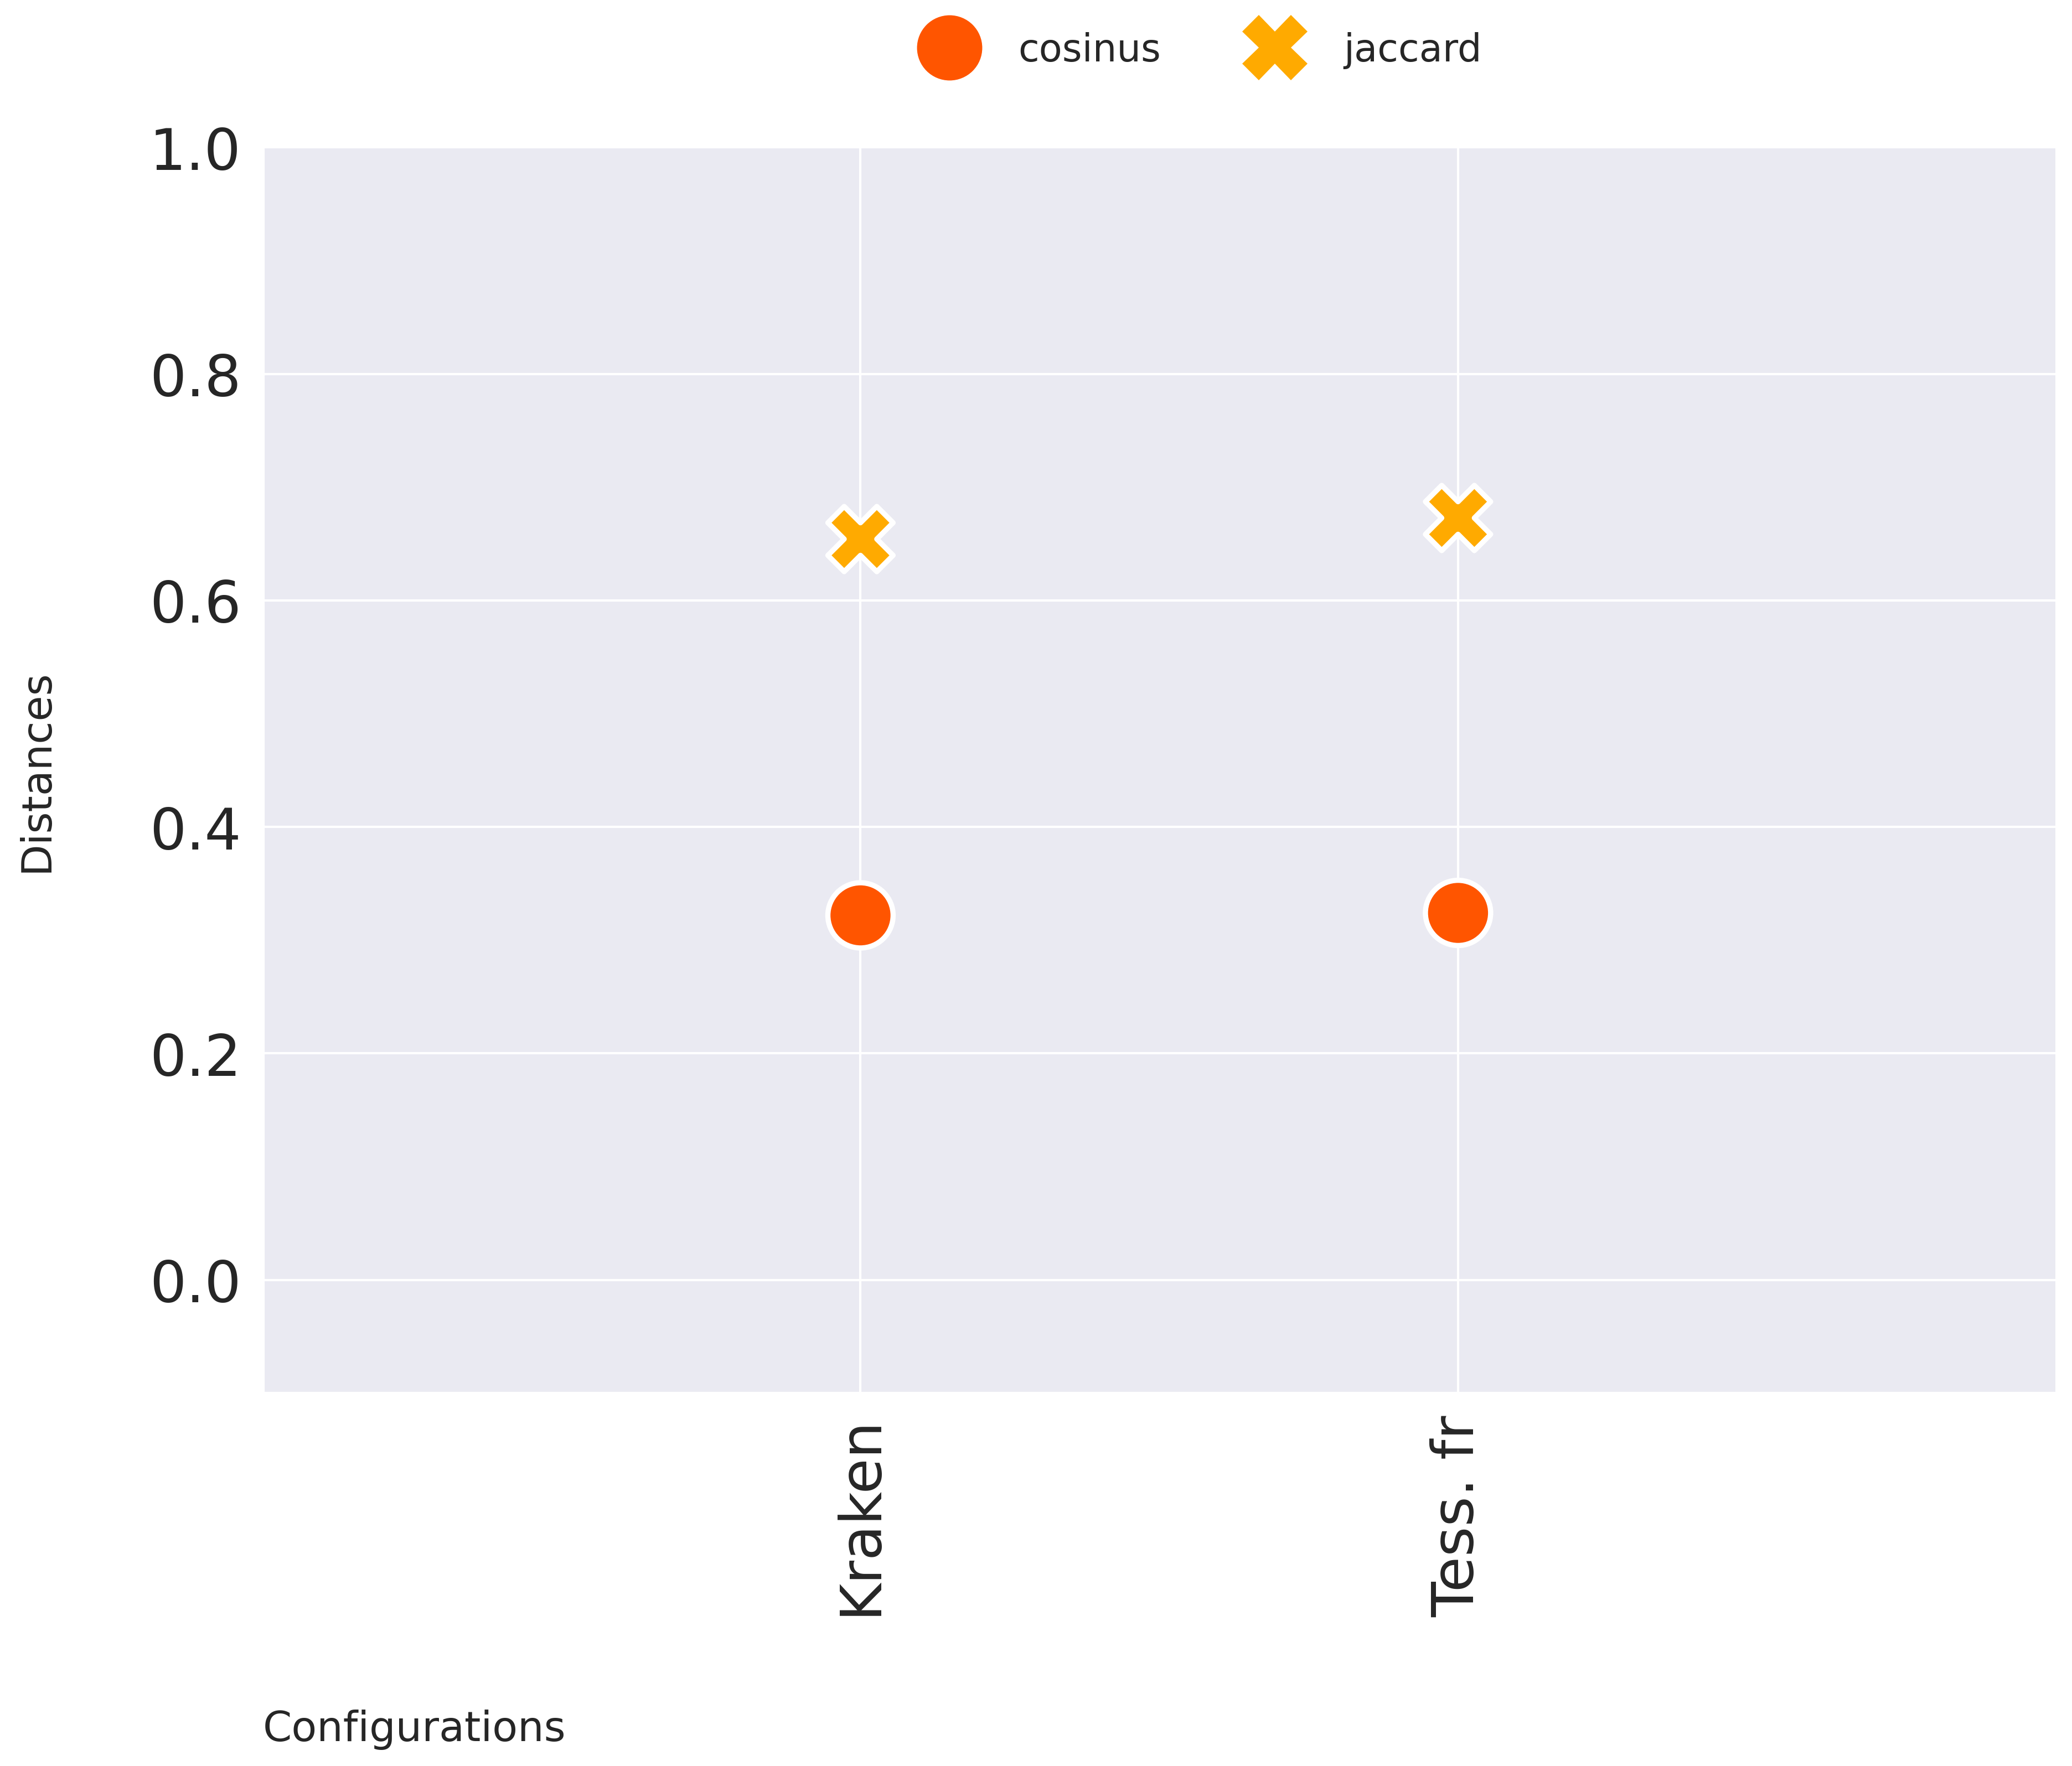 cosinus jaccard
1.0
0.8
0.6
0.4
0.2
0.0
Distances
Kraken
Tess. fr
Configurations